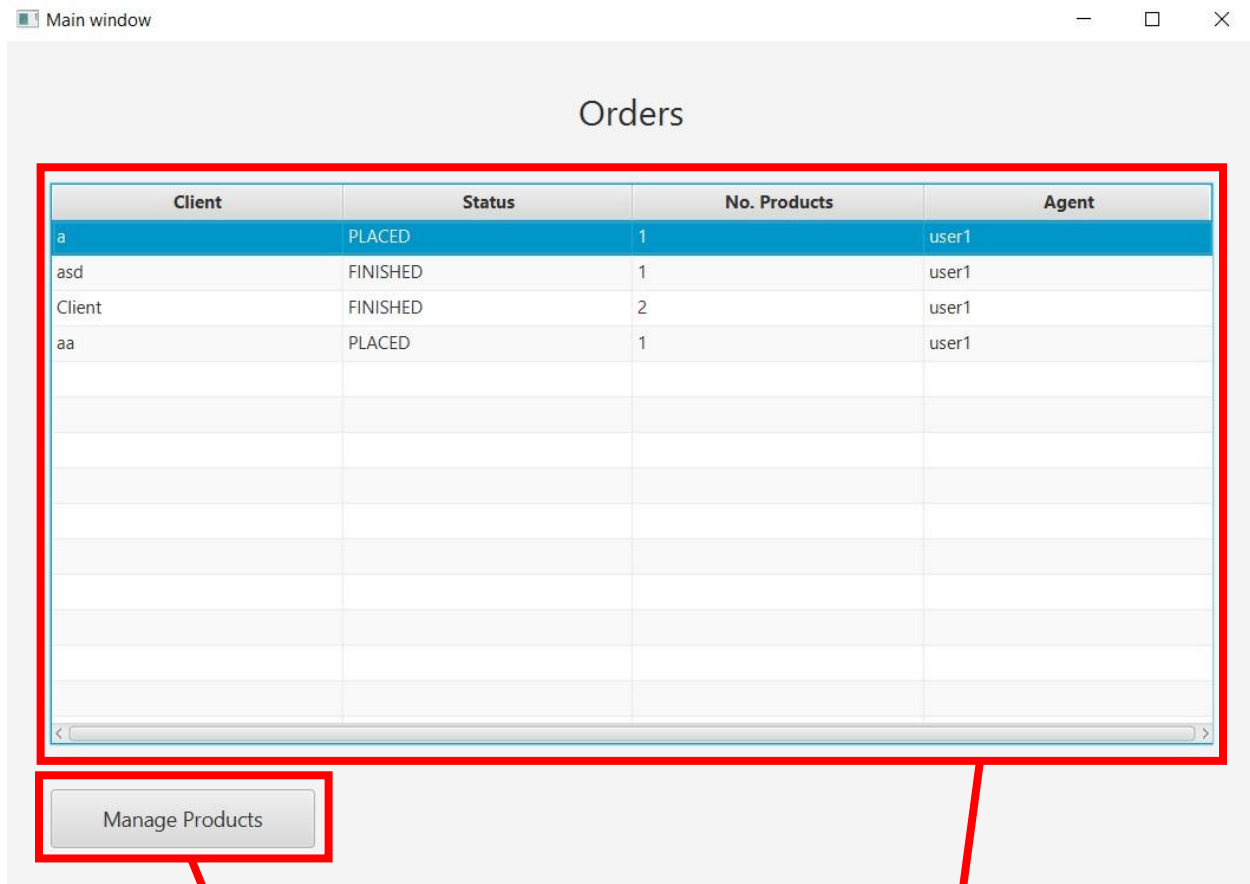 Main window
Orders
Client Status No. Products Agent
a PLACED 1 user1
asd FINISHED 1 user1
Client FINISHED 2 user1
aa PLACED 1 user1
Manage Products